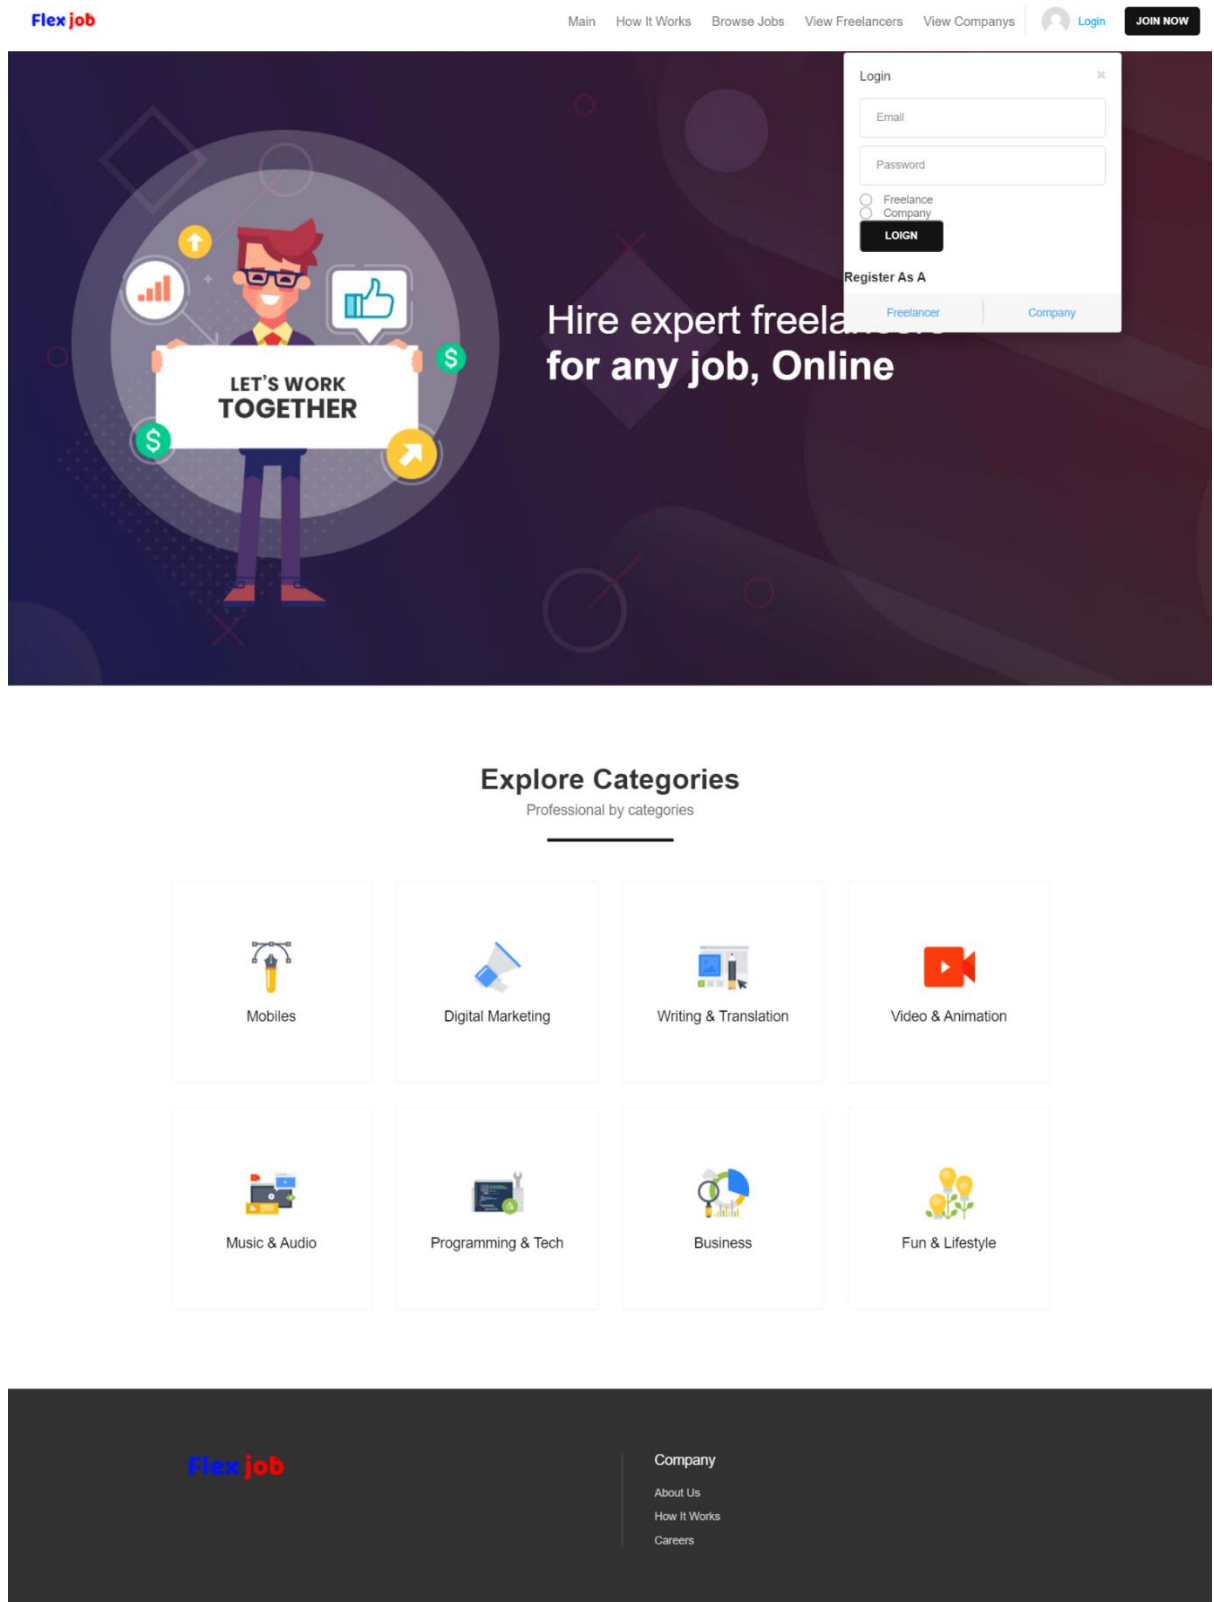 Flex job
Main How It Works Browse Jobs View Freelancers View Companys Login JOIN NOW
Login
Email
Password
Freelance
Company
LOIGN
Register As A
Freelancer Company
LET'S WORK
TOGETHER
Hire expert freelancers
for any job, Online
Explore Categories
Professional by categories
Mobiles
Digital Marketing
Writing & Translation
Video & Animation
Music & Audio
Programming & Tech
Business
Fun & Lifestyle
Flex job
Company
About Us
How It Works
Careers